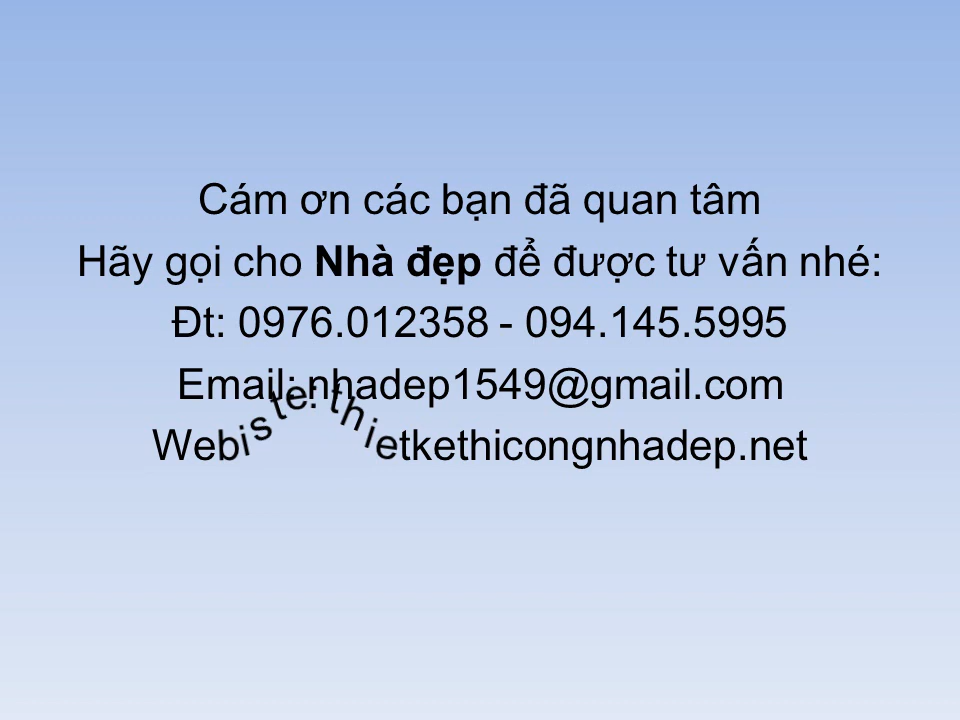 Cám ơn các bạn đã quan tâm
Hãy gọi cho Nhà đẹp để được tư vấn nhé:
Đt: 0976.012358 - 094.145.5995
Email: nhadep1549@gmail.com
Webiste: thietkethicongnhadep.net